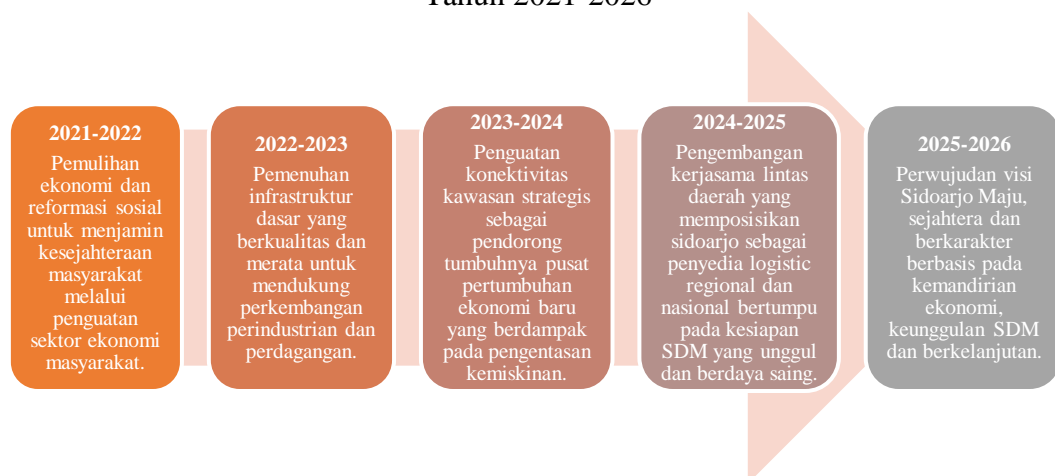 Tahun 2021-2026
2021-2022
Pemulihan
ekonomi dan
reformasi sosial
untuk menjamin
kesejahteraan
masyarakat
melalui
penguatan
sektor ekonomi
masyarakat.
2022-2023
Pemenuhan
infrastruktur
dasar yang
berkualitas dan
merata untuk
mendukung
perkembangan
perindustrian dan
perdagangan.
2023-2024
Penguatan
konektivitas
kawasan strategis
sebagai
pendorong
tumbuhnya pusat
pertumbuhan
ekonomi baru
yang berdampak
pada pengentasan
kemiskinan.
2024-2025
Pengembangan
kerjasama lintas
daerah yang
memposisikan
sidoarjo sebagai
penyedia logistic
regional dan
nasional bertumpu
pada kesiapan
SDM yang unggul
dan berdaya saing.
2025-2026
Perwujudan visi
Sidoarjo Maju,
sejahtera dan
berkarakter
berbasis pada
kemandirian
ekonomi,
keunggulan SDM
dan berkelanjutan.